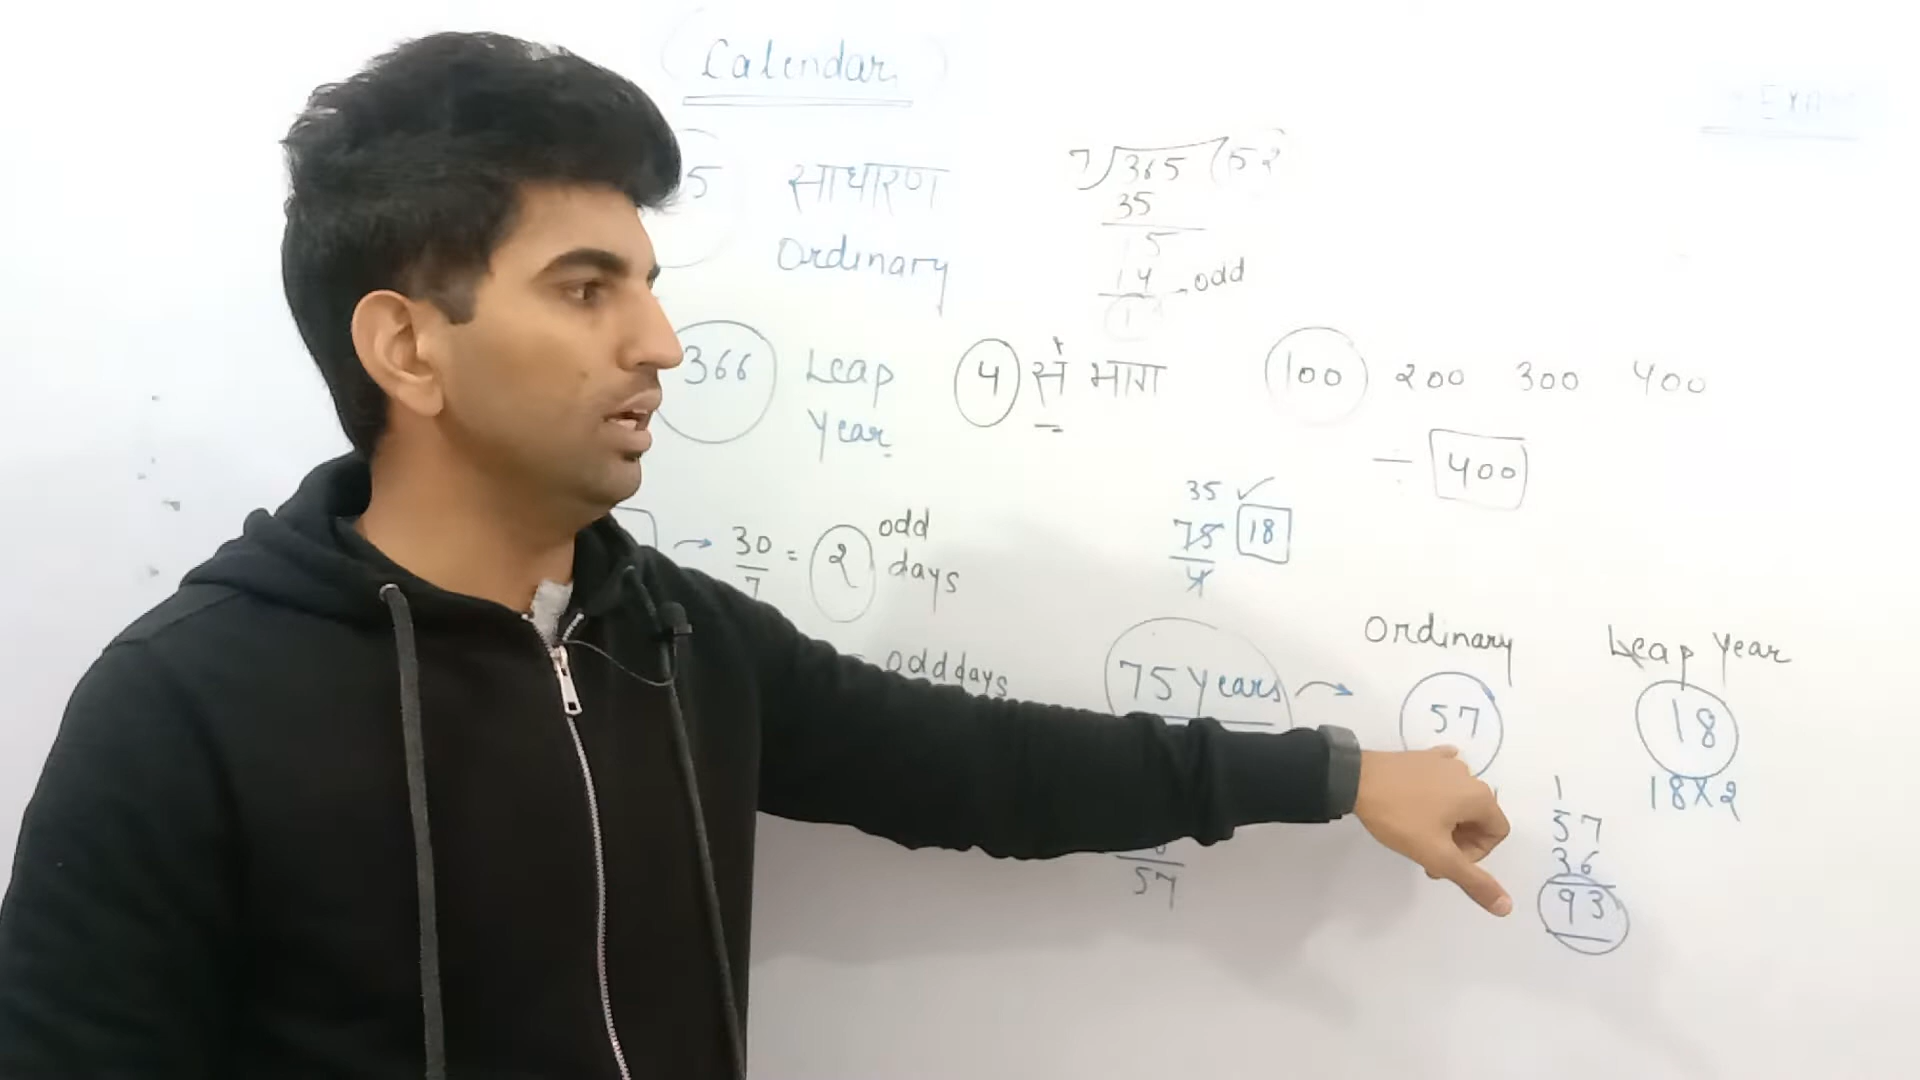 Calendar
5 साधारण
Ordinary
7)365(52
35
15
14 odd
1
366 Leap Year
4 से भाग
100 200 300 400
÷ 400
→ 30/7 = 2 odd days
35 ✓
75/4 18
odd days
75 Years →
Ordinary Leap Year
57 18
18×2
57
1
57
36
93